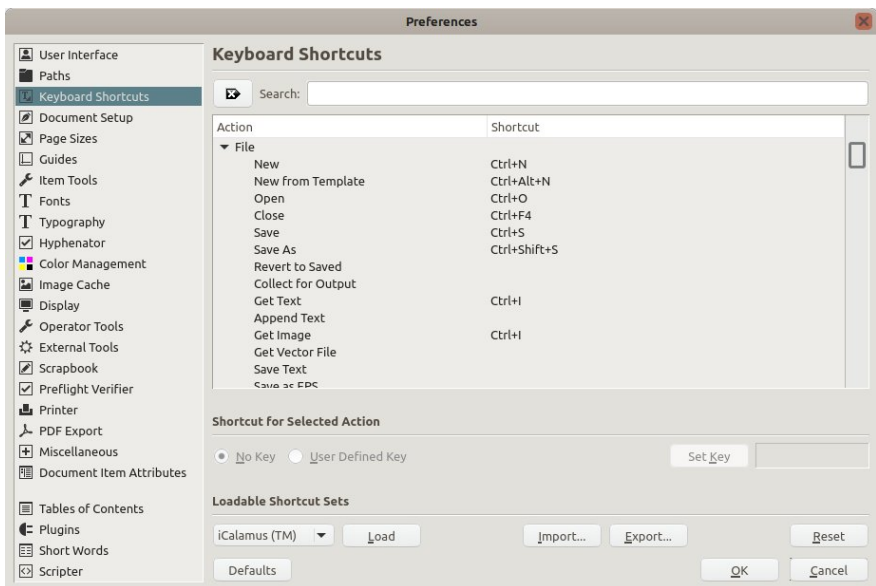 Preferences
User Interface
Paths
Keyboard Shortcuts
Document Setup
Page Sizes
Guides
Item Tools
Fonts
Typography
Hyphenator
Color Management
Image Cache
Display
Operator Tools
External Tools
Scrapbook
Preflight Verifier
Printer
PDF Export
Miscellaneous
Document Item Attributes
Tables of Contents
Plugins
Short Words
Scripter
Keyboard Shortcuts
Search:
Action Shortcut
File
New Ctrl+N
New from Template Ctrl+Alt+N
Open Ctrl+O
Close Ctrl+F4
Save Ctrl+S
Save As Ctrl+Shift+S
Revert to Saved
Collect for Output
Get Text Ctrl+I
Append Text
Get Image Ctrl+I
Get Vector File
Save Text
Save as EPS
Shortcut for Selected Action
No Key User Defined Key Set Key
Loadable Shortcut Sets
iCalamus (TM) Load Import... Export... Reset
Defaults OK Cancel